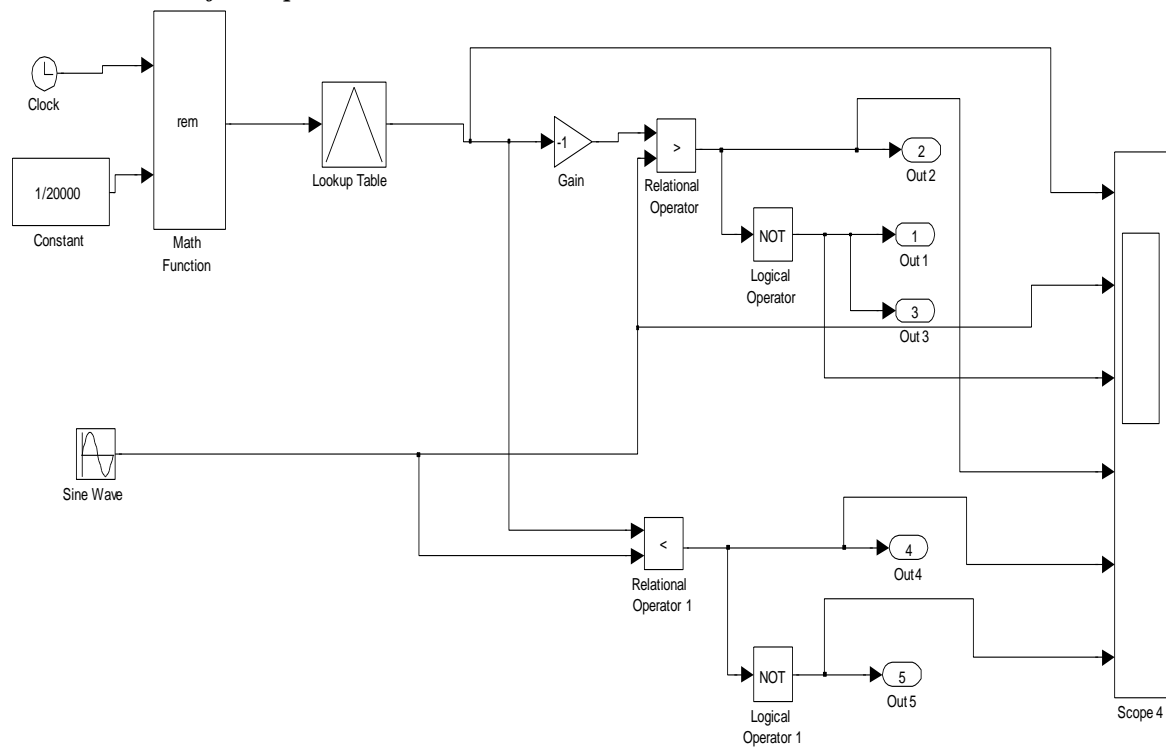 rem
Clock
1/20000
Constant
Math
Function
Lookup Table
-1
Gain
>
Relational
Operator
2
Out 2
NOT
Logical
Operator
1
Out 1
3
Out 3
Sine Wave
<
Relational
Operator 1
4
Out4
NOT
Logical
Operator 1
5
Out5
Scope 4